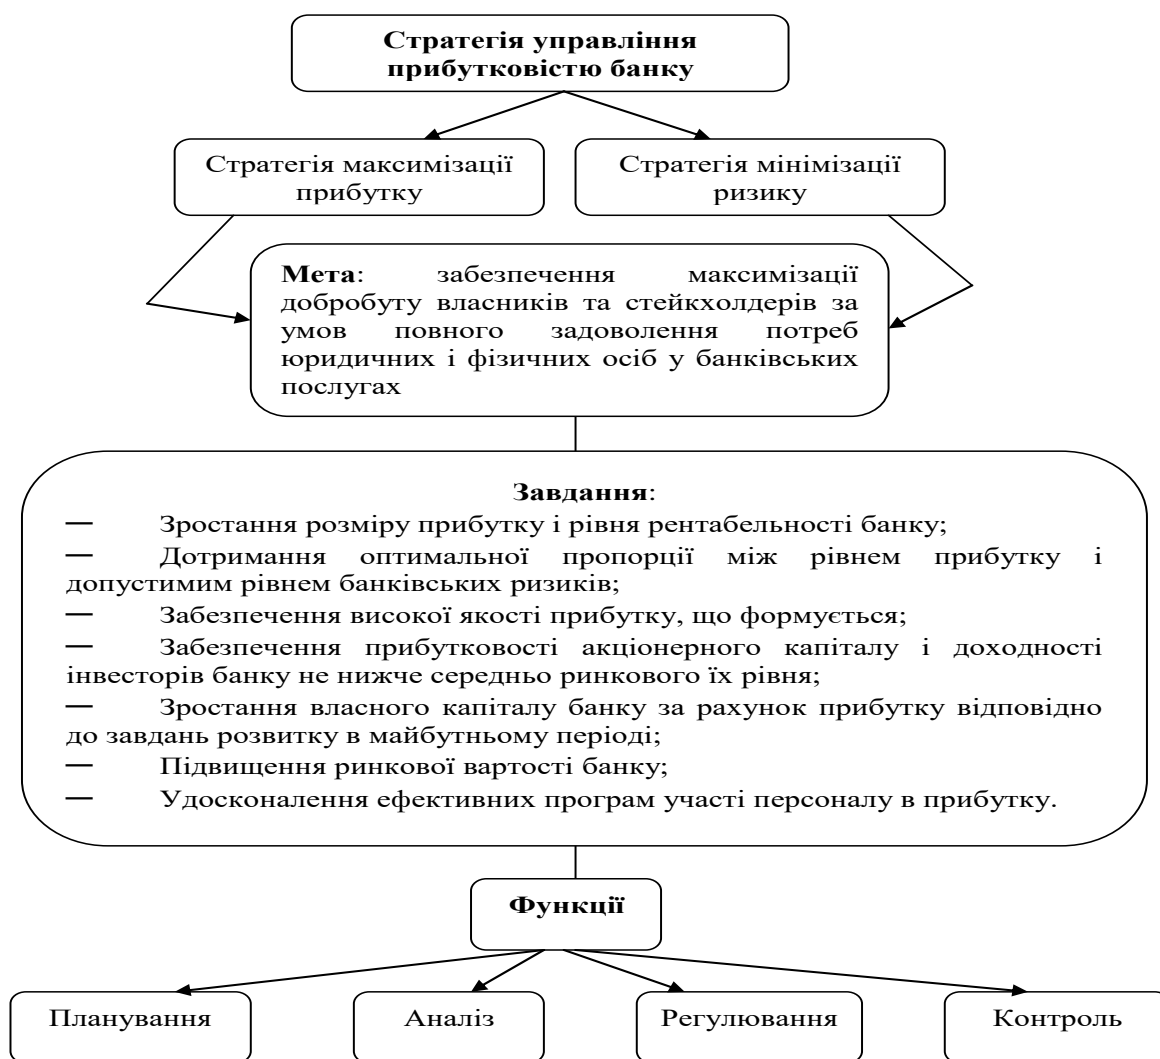 Стратегія управління
прибутковістю банку
Стратегія максимізації
прибутку
Стратегія мінімізації
ризику
Мета: забезпечення максимізації
добробуту власників та стейкхолдерів за
умов повного задоволення потреб
юридичних і фізичних осіб у банківських
послугах
Завдання:
— Зростання розміру прибутку і рівня рентабельності банку;
— Дотримання оптимальної пропорції між рівнем прибутку і
допустимим рівнем банківських ризиків;
— Забезпечення високої якості прибутку, що формується;
— Забезпечення прибутковості акціонерного капіталу і доходності
інвесторів банку не нижче середньо ринкового їх рівня;
— Зростання власного капіталу банку за рахунок прибутку відповідно
до завдань розвитку в майбутньому періоді;
— Підвищення ринкової вартості банку;
— Удосконалення ефективних програм участі персоналу в прибутку.
Функції
Планування
Аналіз
Регулювання
Контроль